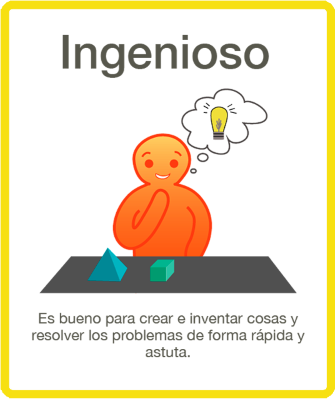 Ingenioso
Es bueno para crear e inventar cosas y
resolver los problemas de forma rápida y
astuta.